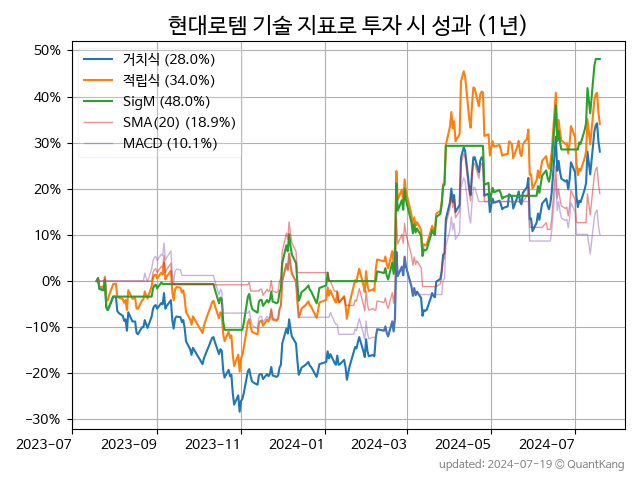 현대로템 기술 지표로 투자 시 성과 (1년)
거치식 (28.0%)
적립식 (34.0%)
SigM (48.0%)
SMA(20) (18.9%)
MACD (10.1%)
50%
40%
30%
20%
10%
0%
−10%
−20%
−30%
2023-07
2023-09
2023-11
2024-01
2024-03
2024-05
2024-07
updated: 2024-07-19 © QuantKang